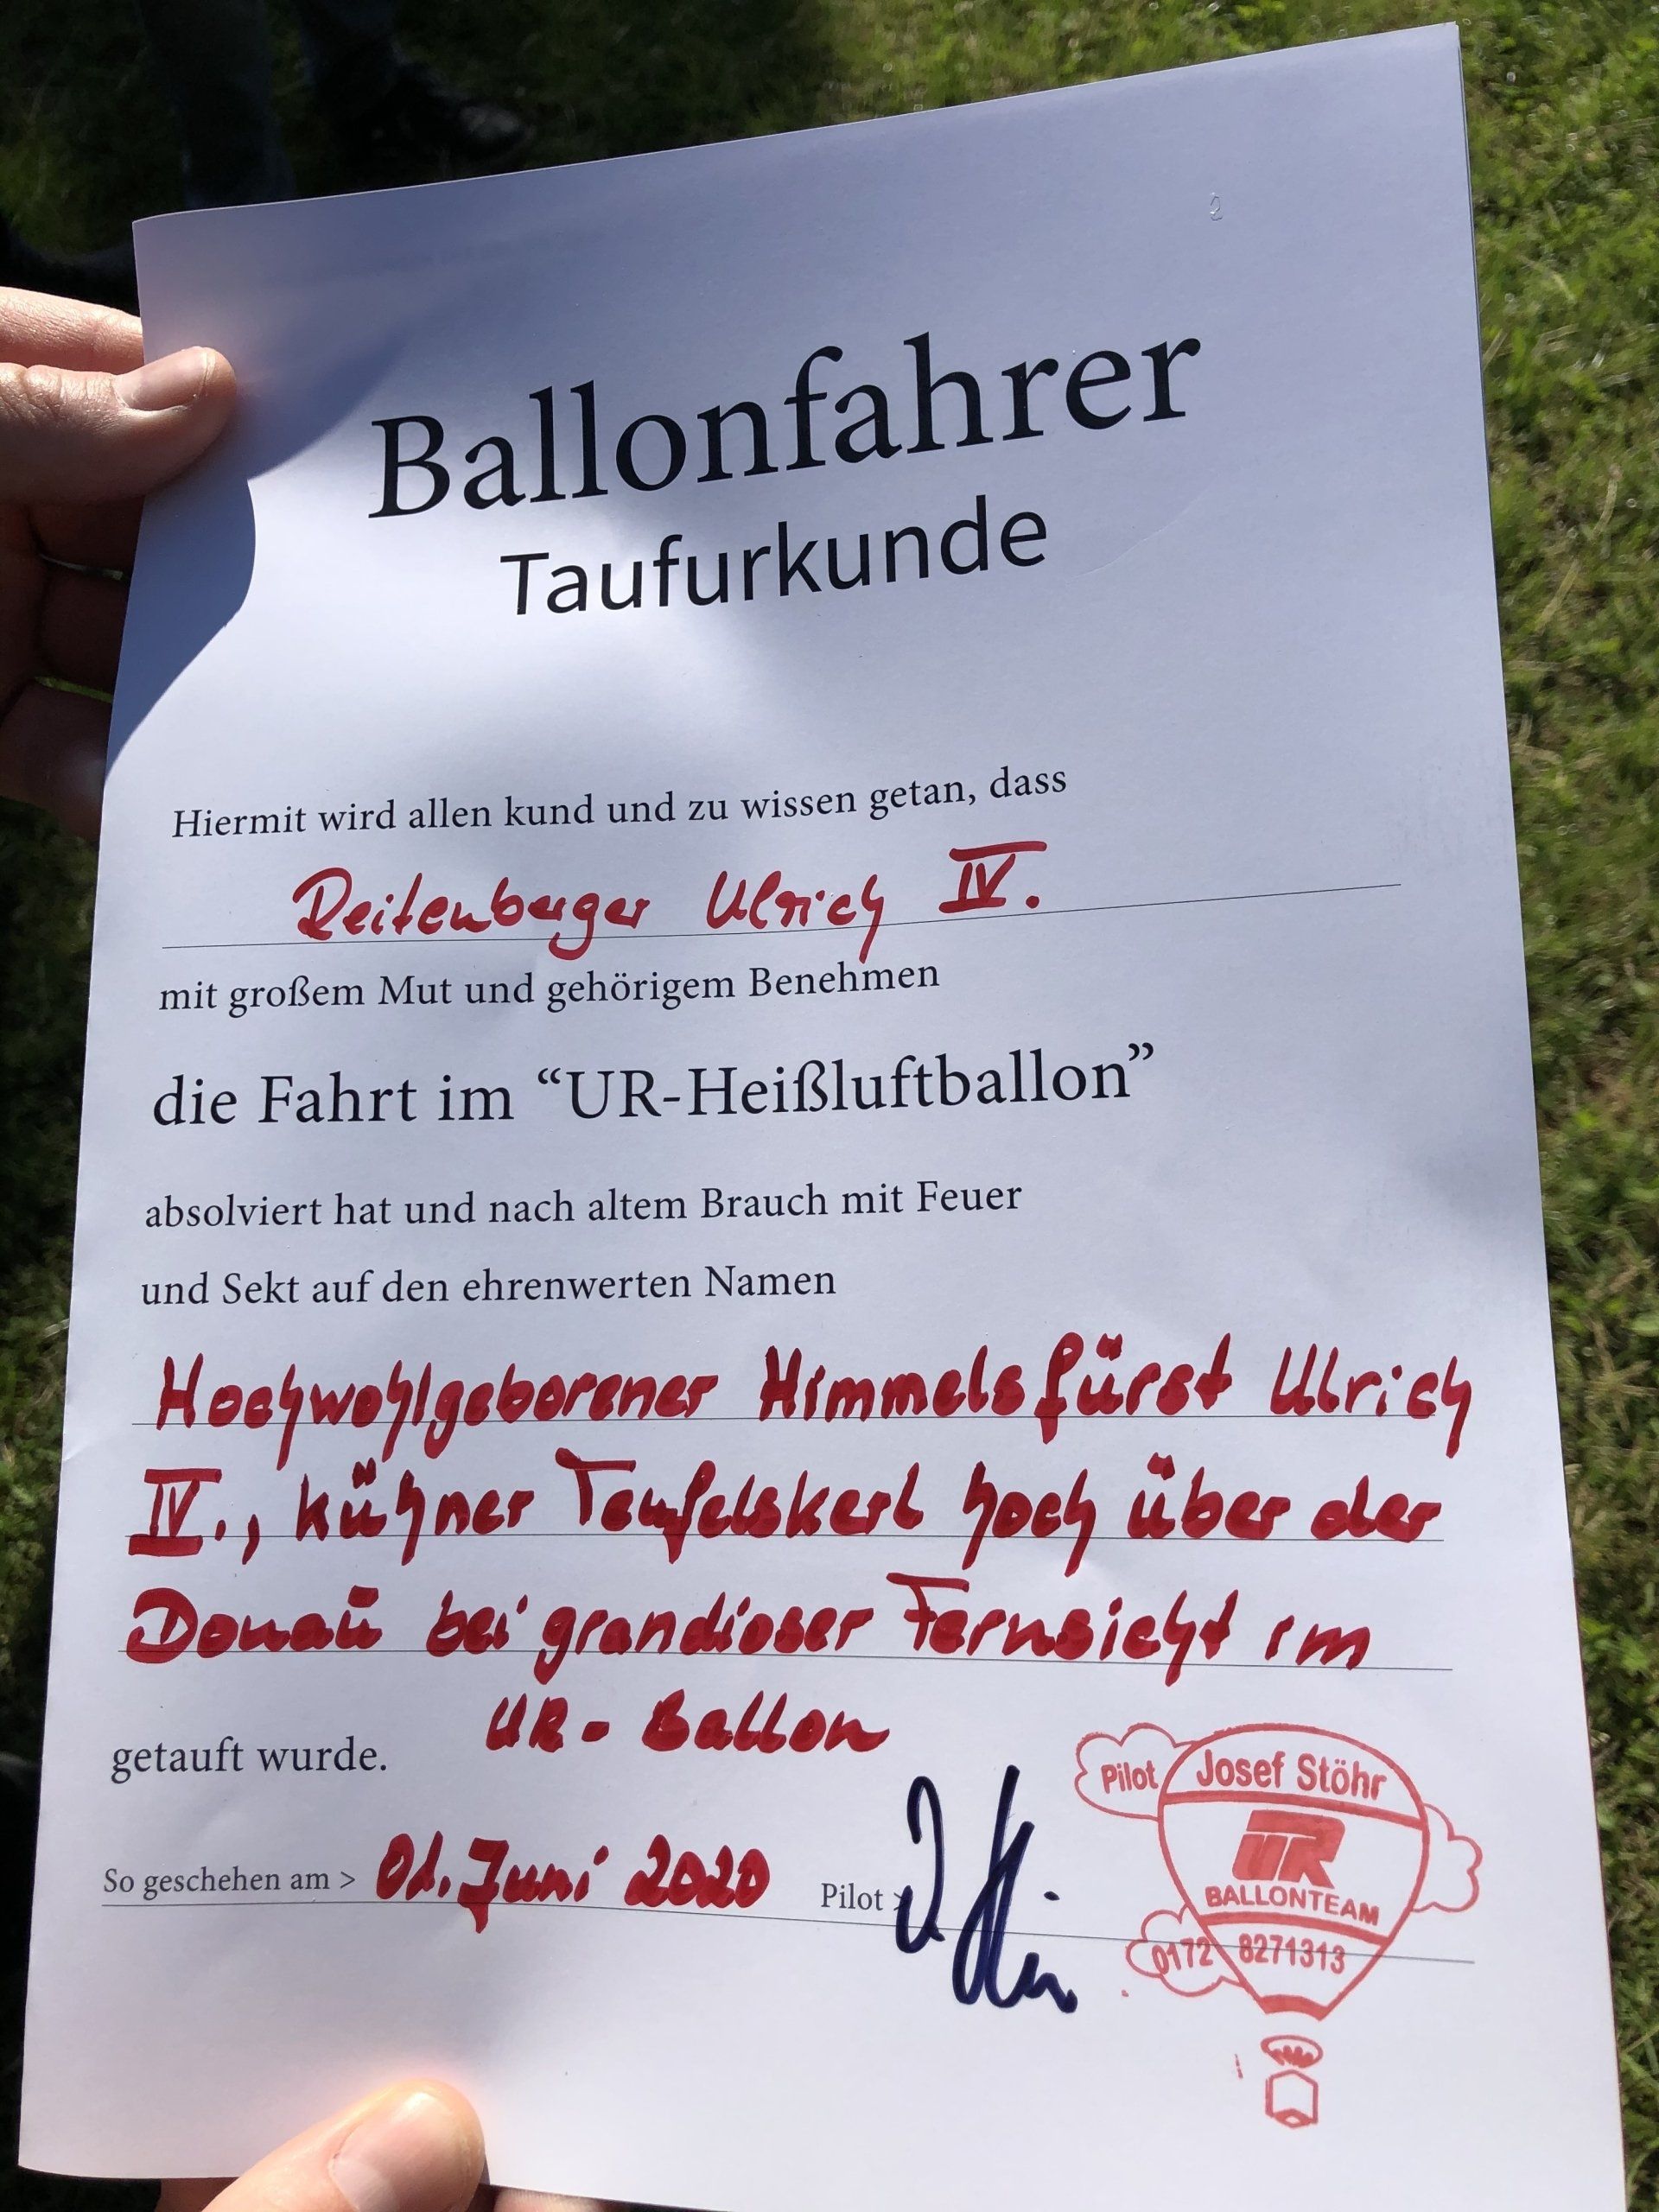 Ballonfahrer
Taufurkunde
Hiermit wird allen kund und zu wissen getan, dass
Reitenberger Ulrich IV.
mit großem Mut und gehörigem Benehmen
die Fahrt im “UR-Heißluftballon”
absolviert hat und nach altem Brauch mit Feuer
und Sekt auf den ehrenwerten Namen
Hochwohlgeborener Himmelsfürst Ulrich
IV., kühner Teufelskerl hoch über der
Donau bei grandioser Fernsicht im
UR-Ballon
getauft wurde.
So geschehen am > 01. Juni 2020
Pilot >
Pilot Josef Stöhr
UR
BALLONTEAM
0172 8271313